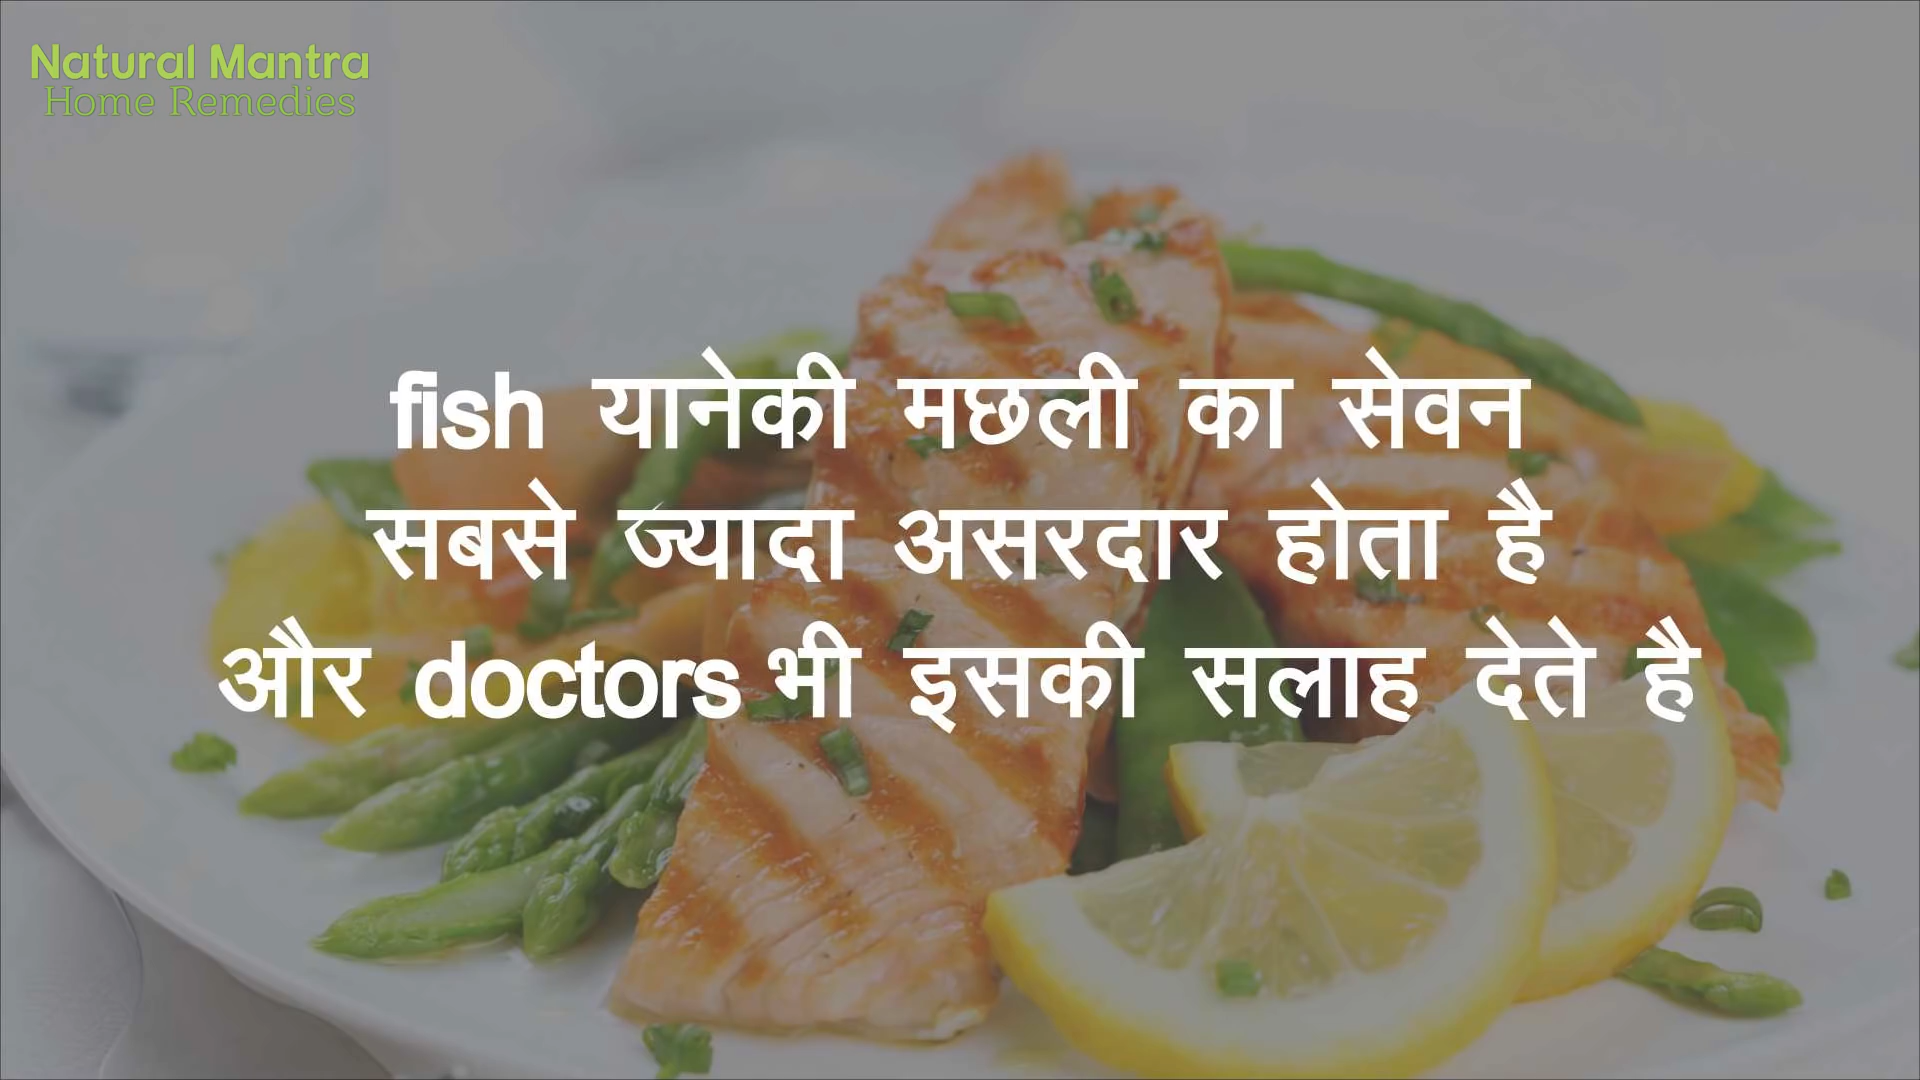 Natural Mantra
Home Remedies
fish यानेकी मछली का सेवन
सबसे ज्यादा असरदार होता है
और doctors भी इसकी सलाह देते है